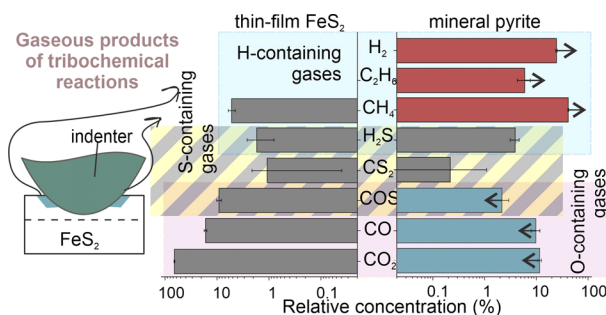 Gaseous products
of tribochemical
reactions
indenter
FeS₂
thin-film FeS₂
mineral pyrite
H-containing
gases
S-containing
gases
O-containing
gases
H₂
C₂H₆
CH₄
H₂S
CS₂
COS
CO
CO₂
100 10 1 0.1 0.1 1 10 100
Relative concentration (%)